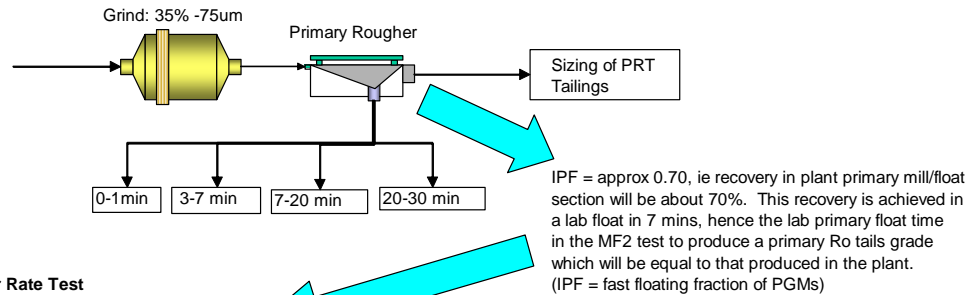 Grind: 35% -75um
Primary Rougher
Sizing of PRT
Tailings
0-1min
3-7 min
7-20 min
20-30 min
IPF = approx 0.70, ie recovery in plant primary mill/float
section will be about 70%. This recovery is achieved in
a lab float in 7 mins, hence the lab primary float time
in the MF2 test to produce a primary Ro tails grade
which will be equal to that produced in the plant.
(IPF = fast floating fraction of PGMs)
Rate Test